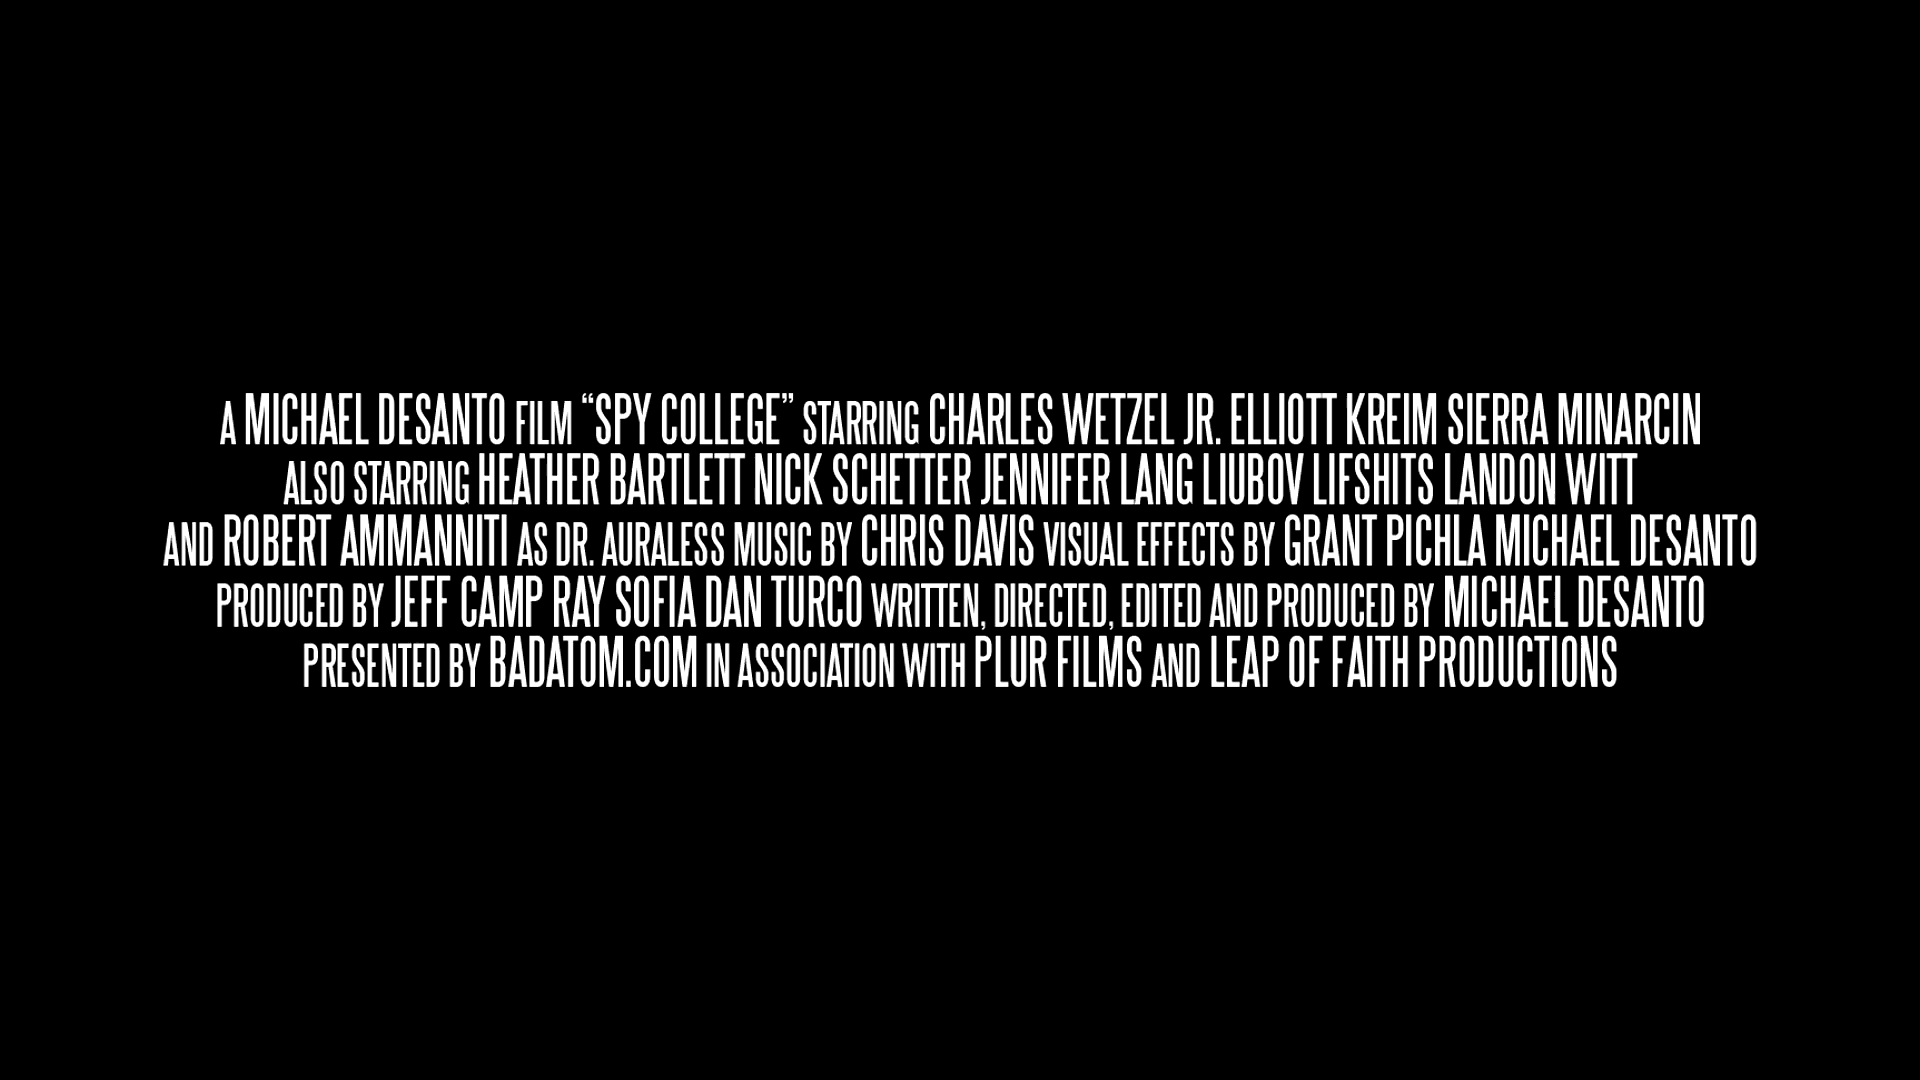 A MICHAEL DESANTO FILM “SPY COLLEGE” STARRING CHARLES WETZEL JR. ELLIOTT KREIM SIERRA MINARCIN
ALSO STARRING HEATHER BARTLETT NICK SCHETTER JENNIFER LANG LIUBOV LIFSHITS LANDON WITT
AND ROBERT AMMANNITI AS DR. AURALESS MUSIC BY CHRIS DAVIS VISUAL EFFECTS BY GRANT PICHLA MICHAEL DESANTO
PRODUCED BY JEFF CAMP RAY SOFIA DAN TURCO WRITTEN, DIRECTED, EDITED AND PRODUCED BY MICHAEL DESANTO
PRESENTED BY BADATOM.COM IN ASSOCIATION WITH PLUR FILMS AND LEAP OF FAITH PRODUCTIONS